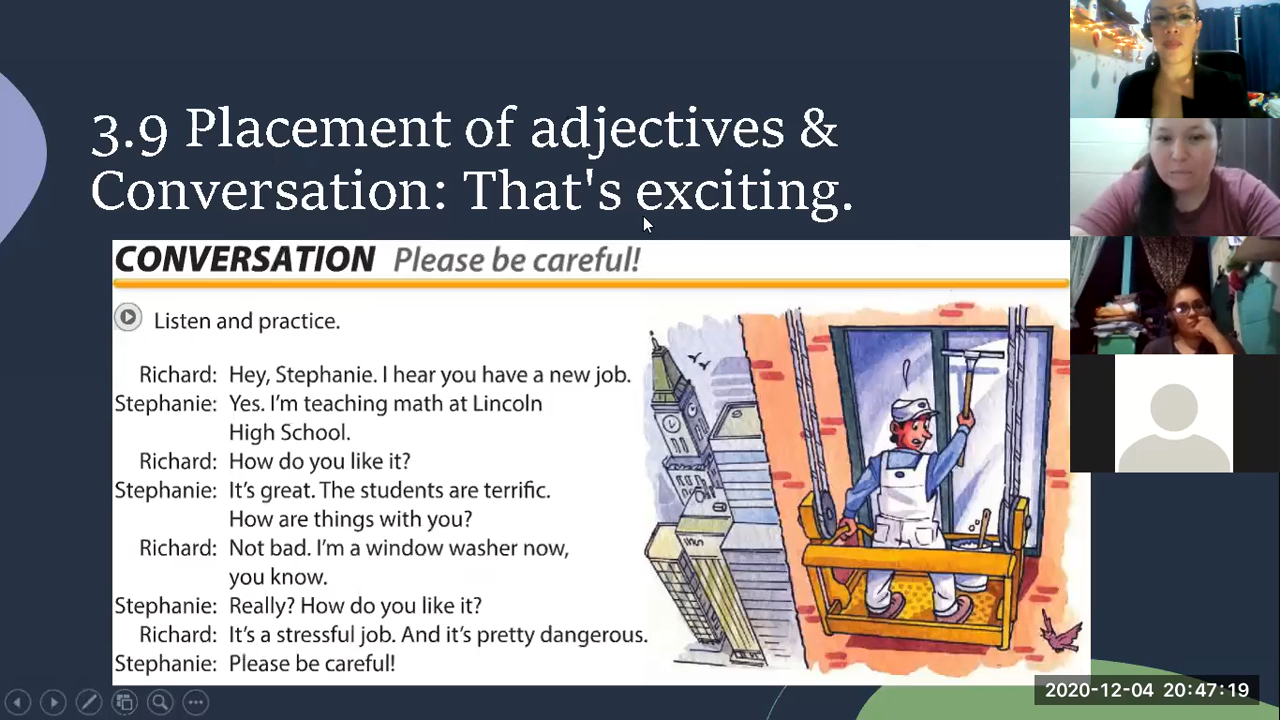 3.9 Placement of adjectives &
Conversation: That's exciting.
CONVERSATION Please be careful!
Listen and practice.
Richard: Hey, Stephanie. I hear you have a new job.
Stephanie: Yes. I'm teaching math at Lincoln
High School.
Richard: How do you like it?
Stephanie: It's great. The students are terrific.
How are things with you?
Richard: Not bad. I'm a window washer now,
you know.
Stephanie: Really? How do you like it?
Richard: It's a stressful job. And it's pretty dangerous.
Stephanie: Please be careful!
2020-12-04 20:47:19